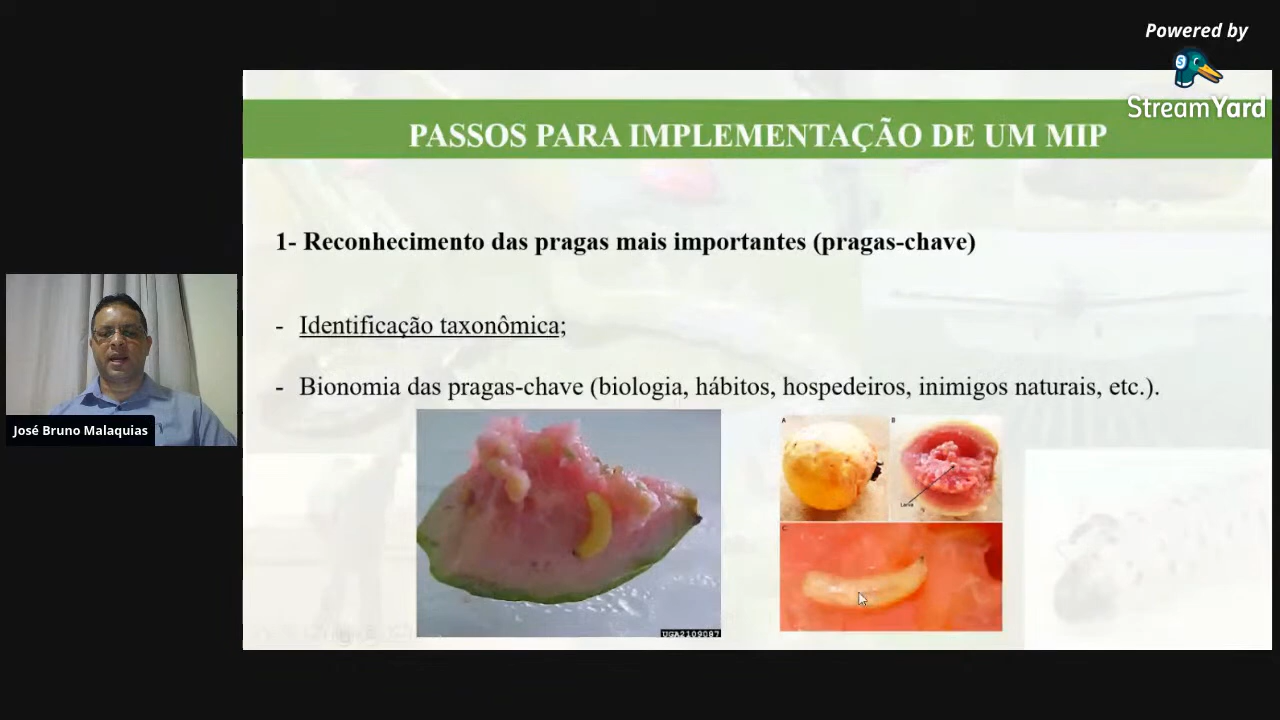 Powered by
StreamYard
PASSOS PARA IMPLEMENTAÇÃO DE UM MIP
1- Reconhecimento das pragas mais importantes (pragas-chave)
- Identificação taxonômica;
- Bionomia das pragas-chave (biologia, hábitos, hospedeiros, inimigos naturais, etc.).
José Bruno Malaquias
A
B
Larva
C
UGA2109087